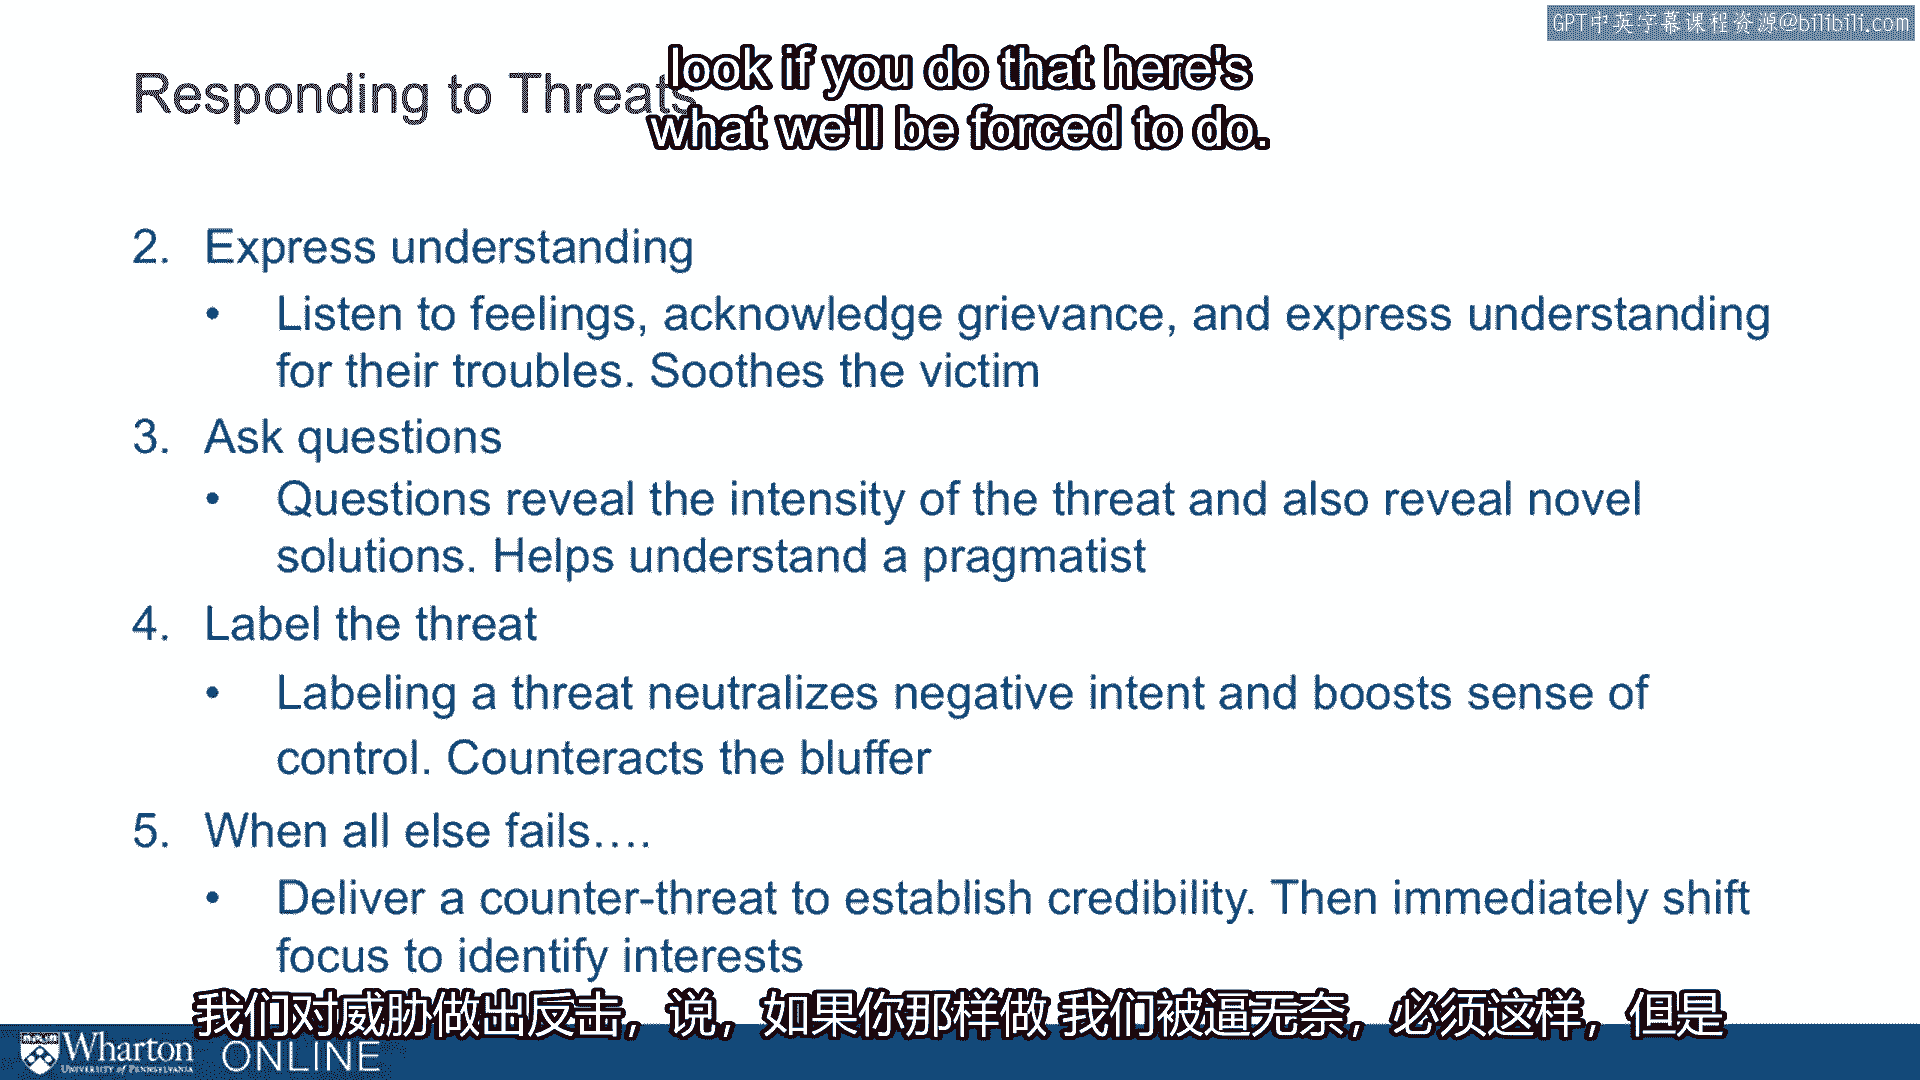 GPT中英字幕课程资源@bilibili.com
look if you do that here's
what we'll be forced to do.
Responding to Threats
2. Express understanding
• Listen to feelings, acknowledge grievance, and express understanding
for their troubles. Soothes the victim
3. Ask questions
• Questions reveal the intensity of the threat and also reveal novel
solutions. Helps understand a pragmatist
4. Label the threat
• Labeling a threat neutralizes negative intent and boosts sense of
control. Counteracts the bluffer
5. When all else fails….
• Deliver a counter-threat to establish credibility. Then immediately shift
focus to identify interests
我们对威胁做出反击，说，如果你那样做 我们被逼无奈，必须这样，但是
Wharton ONLINE
UNIVERSITY of PENNSYLVANIA